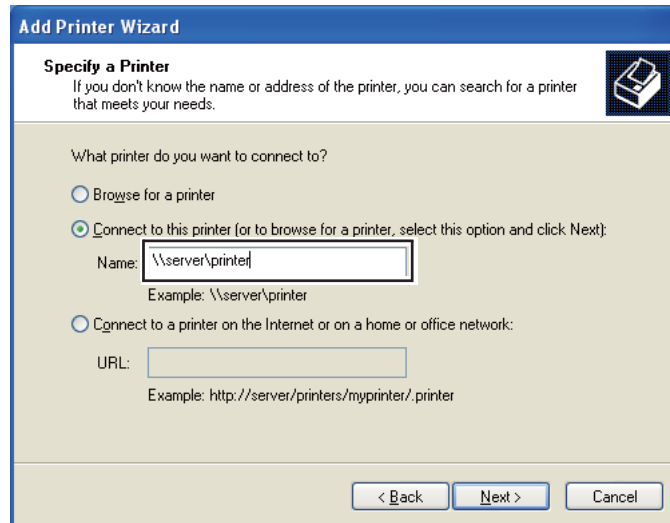 Add Printer Wizard
Specify a Printer
If you don't know the name or address of the printer, you can search for a printer
that meets your needs.
What printer do you want to connect to?
Browse for a printer
Connect to this printer (or to browse for a printer, select this option and click Next):
Name: \\server\printer
Example: \\server\printer
Connect to a printer on the Internet or on a home or office network:
URL:
Example: http://server/printers/myprinter/.printer
< Back Next > Cancel